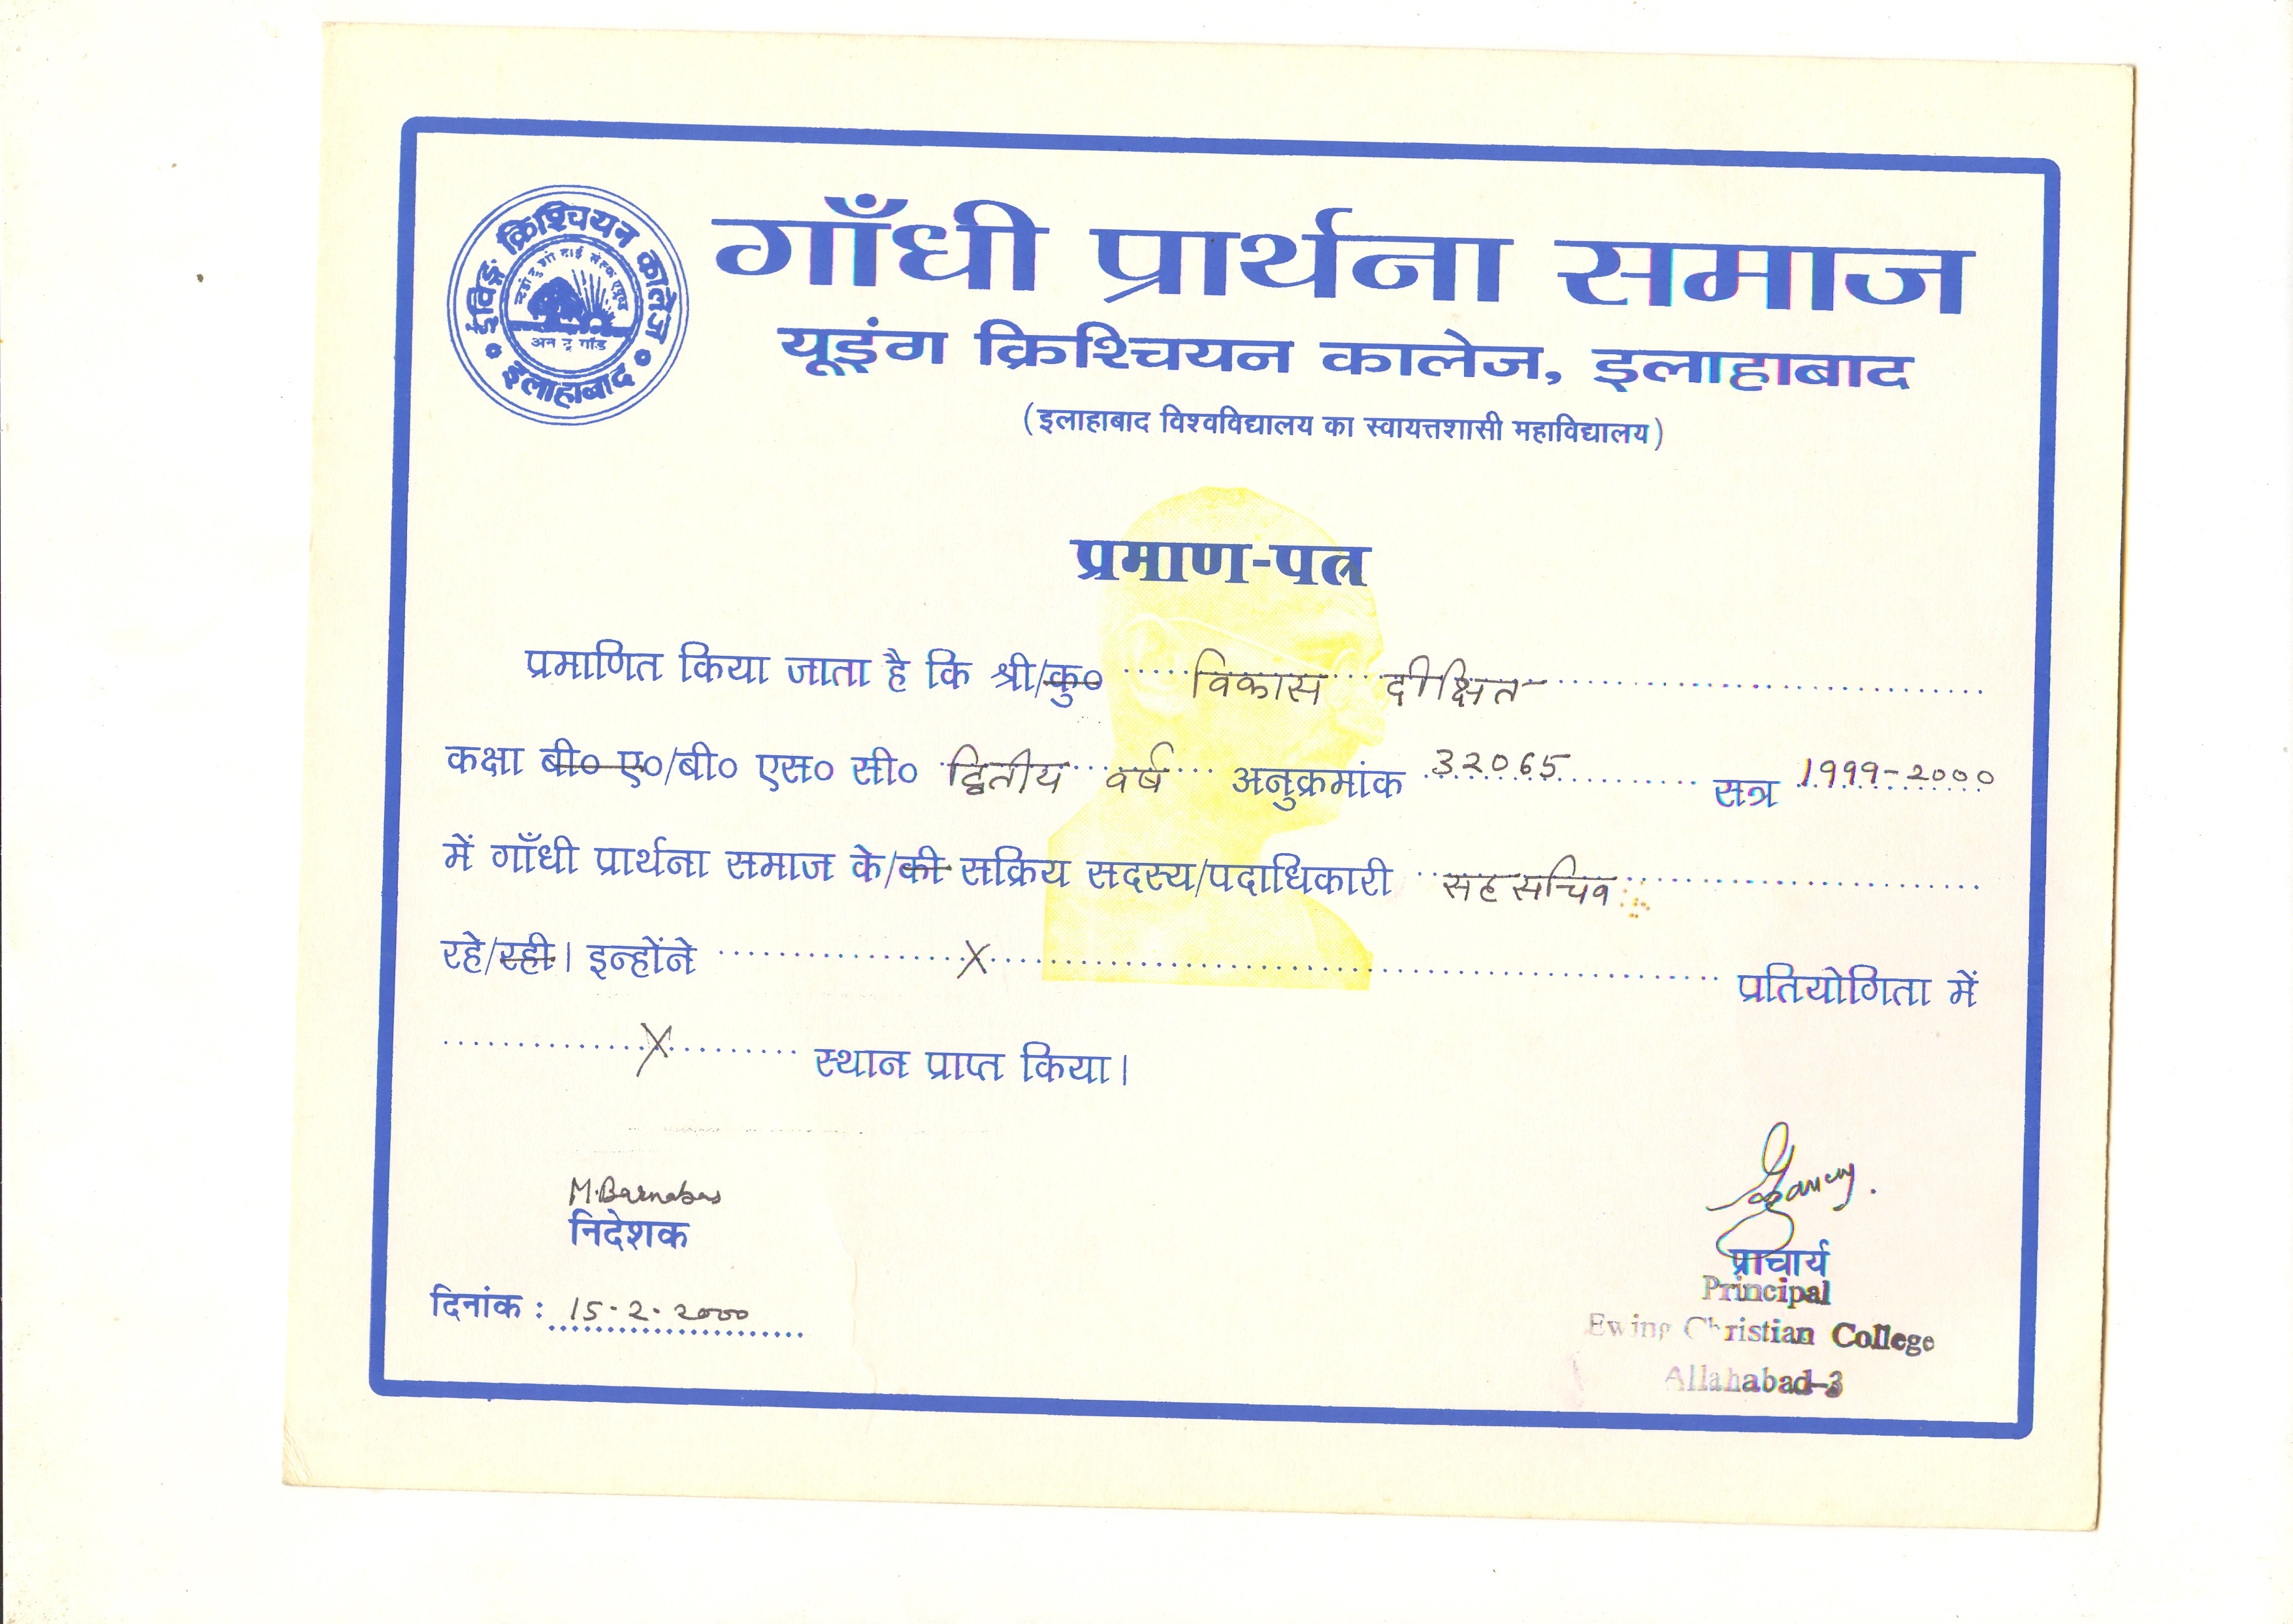 ईविङ्ग क्रिश्चियन कालेज
इलाहाबाद
अन टू गॉड
गाँधी प्रार्थना समाज
यूइंग क्रिश्चियन कालेज, इलाहाबाद
(इलाहाबाद विश्वविद्यालय का स्वायत्तशासी महाविद्यालय)
प्रमाण-पत्र
प्रमाणित किया जाता है कि श्री/कु० विकास दीक्षित
कक्षा बी० ए०/बी० एस० सी० द्वितीय वर्ष अनुक्रमांक 32065 सत्र 1999-2000
में गाँधी प्रार्थना समाज के/की सक्रिय सदस्य/पदाधिकारी सह सचिव
रहे/रही। इन्होंने X प्रतियोगिता में
X स्थान प्राप्त किया।
M. Barnabas
निदेशक
प्राचार्य
Principal
Ewing Christian College
Allahabad-3
दिनांक : 15-2-2000